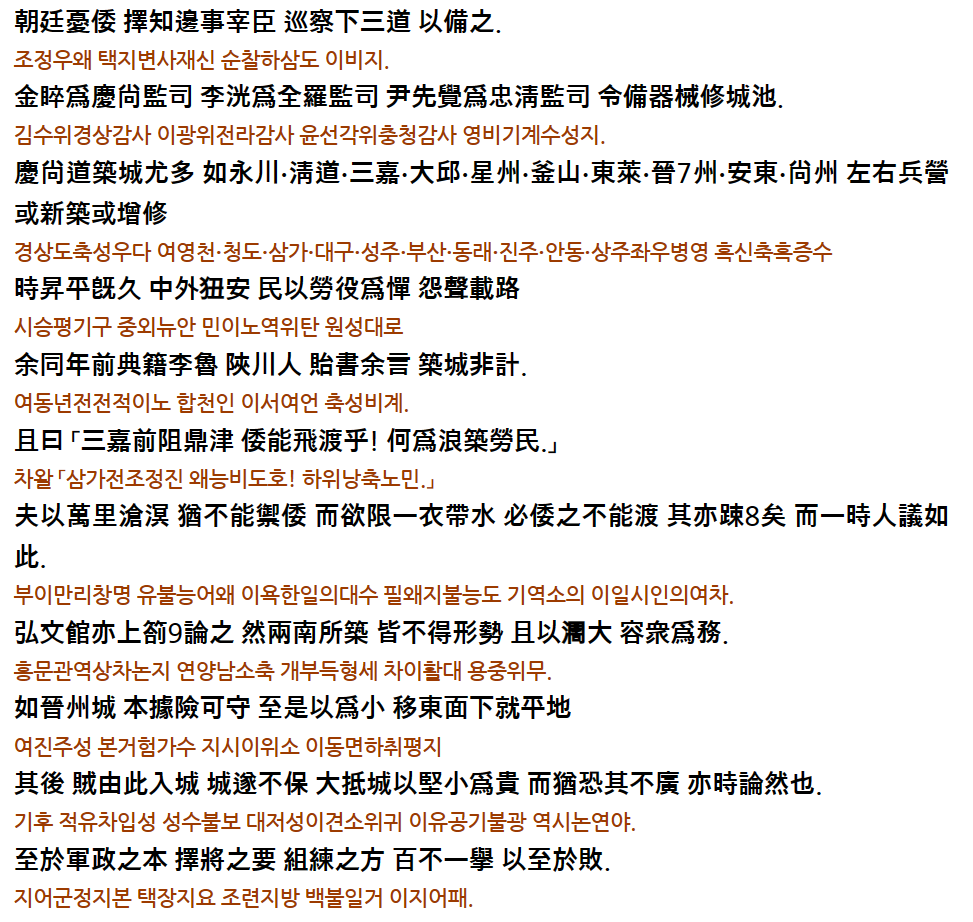 朝廷憂倭 擇知邊事宰臣 巡察下三道 以備之.
조정우왜 택지변사재신 순찰하삼도 이비지.
金睟爲慶尙監司 李洸爲全羅監司 尹先覺爲忠淸監司 令備器械修城池.
김수위경상감사 이광위전라감사 윤선각위충청감사 영비기계수성지.
慶尙道築城尤多 如永川·淸道·三嘉·大邱·星州·釜山·東萊·晉7州·安東·尙州 左右兵營
或新築或增修
경상도축성우다 여영천·청도·삼가·대구·성주·부산·동래·진주·안동·상주좌우병영 혹신축혹증수
時昇平旣久 中外狃安 民以勞役爲憚 怨聲載路
시승평기구 중외뉴안 민이노역위탄 원성대로
余同年前典籍李魯 陜川人 貽書余言 築城非計.
여동년전전적이노 합천인 이서여언 축성비계.
且曰「三嘉前阻鼎津 倭能飛渡乎! 何爲浪築勞民.」
차왈「삼가전조정진 왜능비도호! 하위낭축노민.」
夫以萬里滄溟 猶不能禦倭 而欲限一衣帶水 必倭之不能渡 其亦踈8矣 而一時人議如
此.
부이만리창명 유불능어왜 이욕한일의대수 필왜지불능도 기역소의 이일시인의여차.
弘文館亦上箚9論之 然兩南所築 皆不得形勢 且以濶大 容衆爲務.
홍문관역상차논지 연양남소축 개부득형세 차이활대 용중위무.
如晉州城 本據險可守 至是以爲小 移東面下就平地
여진주성 본거험가수 지시이위소 이동면하취평지
其後 賊由此入城 城遂不保 大抵城以堅小爲貴 而猶恐其不廣 亦時論然也.
기후 적유차입성 성수불보 대저성이견소위귀 이유공기불광 역시논연야.
至於軍政之本 擇將之要 組練之方 百不一擧 以至於敗.
지어군정지본 택장지요 조련지방 백불일거 이지어패.